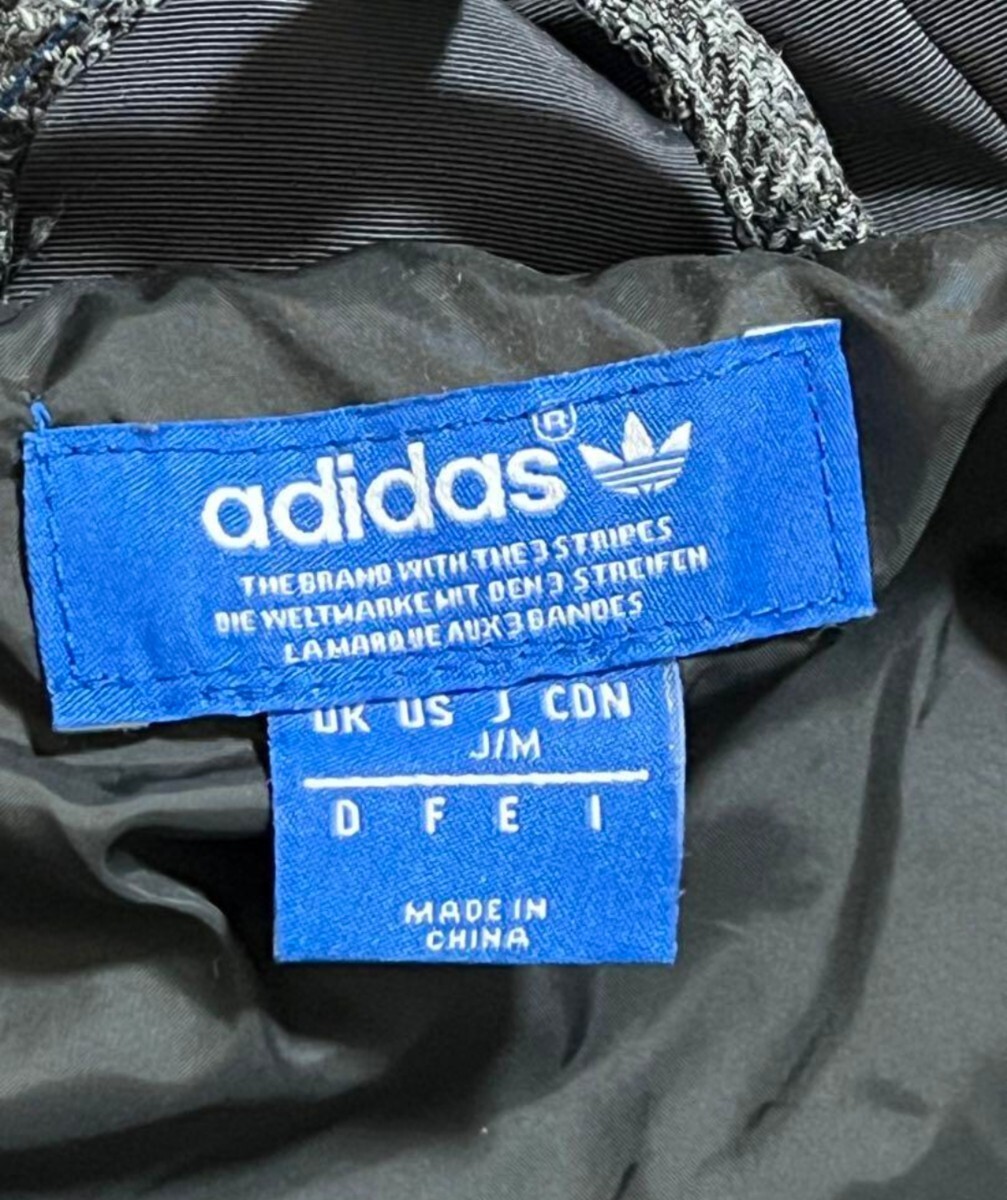 adidas®
THE BRAND WITH THE 3 STRIPES
DIE WELTMARKE MIT DEN 3 STREIFEN
LA MARQUE AUX 3 BANDES
UK US J CDN
J/M
D F E I
MADE IN
CHINA